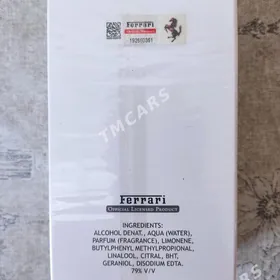 Ferrari
TMCARS
Ferrari
OFFICIAL LICENSED PRODUCT
INGREDIENTS:
ALCOHOL DENAT., AQUA (WATER),
PARFUM (FRAGRANCE), LIMONENE,
BUTYLPHENYL METHYLPROPIONAL,
LINALOOL, CITRAL, BHT,
GERANIOL, DISODIUM EDTA.
79% V/V